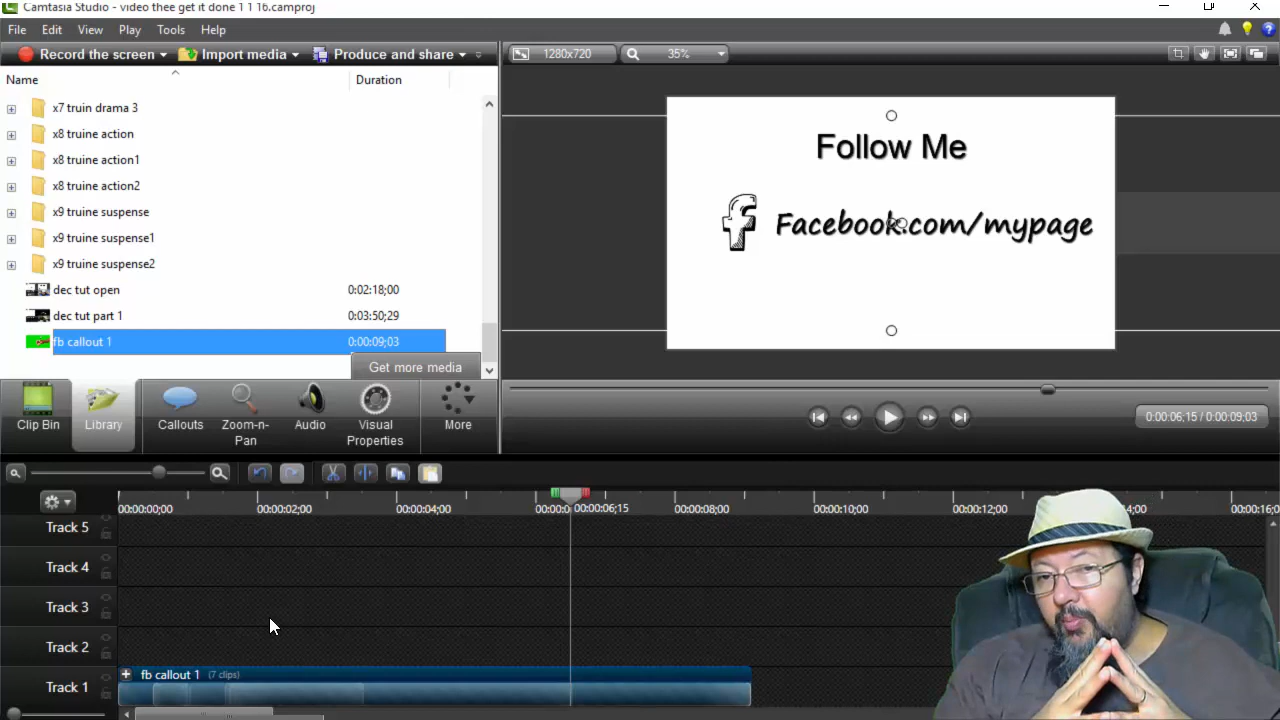 Camtasia Studio - video thee get it done 1 1 16.camproj
File Edit View Play Tools Help
Record the screen Import media Produce and share 1280x720 35%
Name Duration
x7 truin drama 3
x8 truine action
x8 truine action1
x8 truine action2
x9 truine suspense
x9 truine suspense1
x9 truine suspense2
dec tut open 0:02:18;00
dec tut part 1 0:03:50;29
fb callout 1 0:00:09;03
Get more media
Follow Me
f Facebook.com/mypage
Clip Bin Library Callouts Zoom-n-Pan Audio Visual Properties More
0:00:06;15 / 0:00:09;03
00:00:00;00 00:00:02;00 00:00:04;00 00:00:0 00:00:06;15 00:00:08;00 00:00:10;00 00:00:12;00 14;00 00:00:16;0
Track 5
Track 4
Track 3
Track 2
fb callout 1 (7 clips)
Track 1